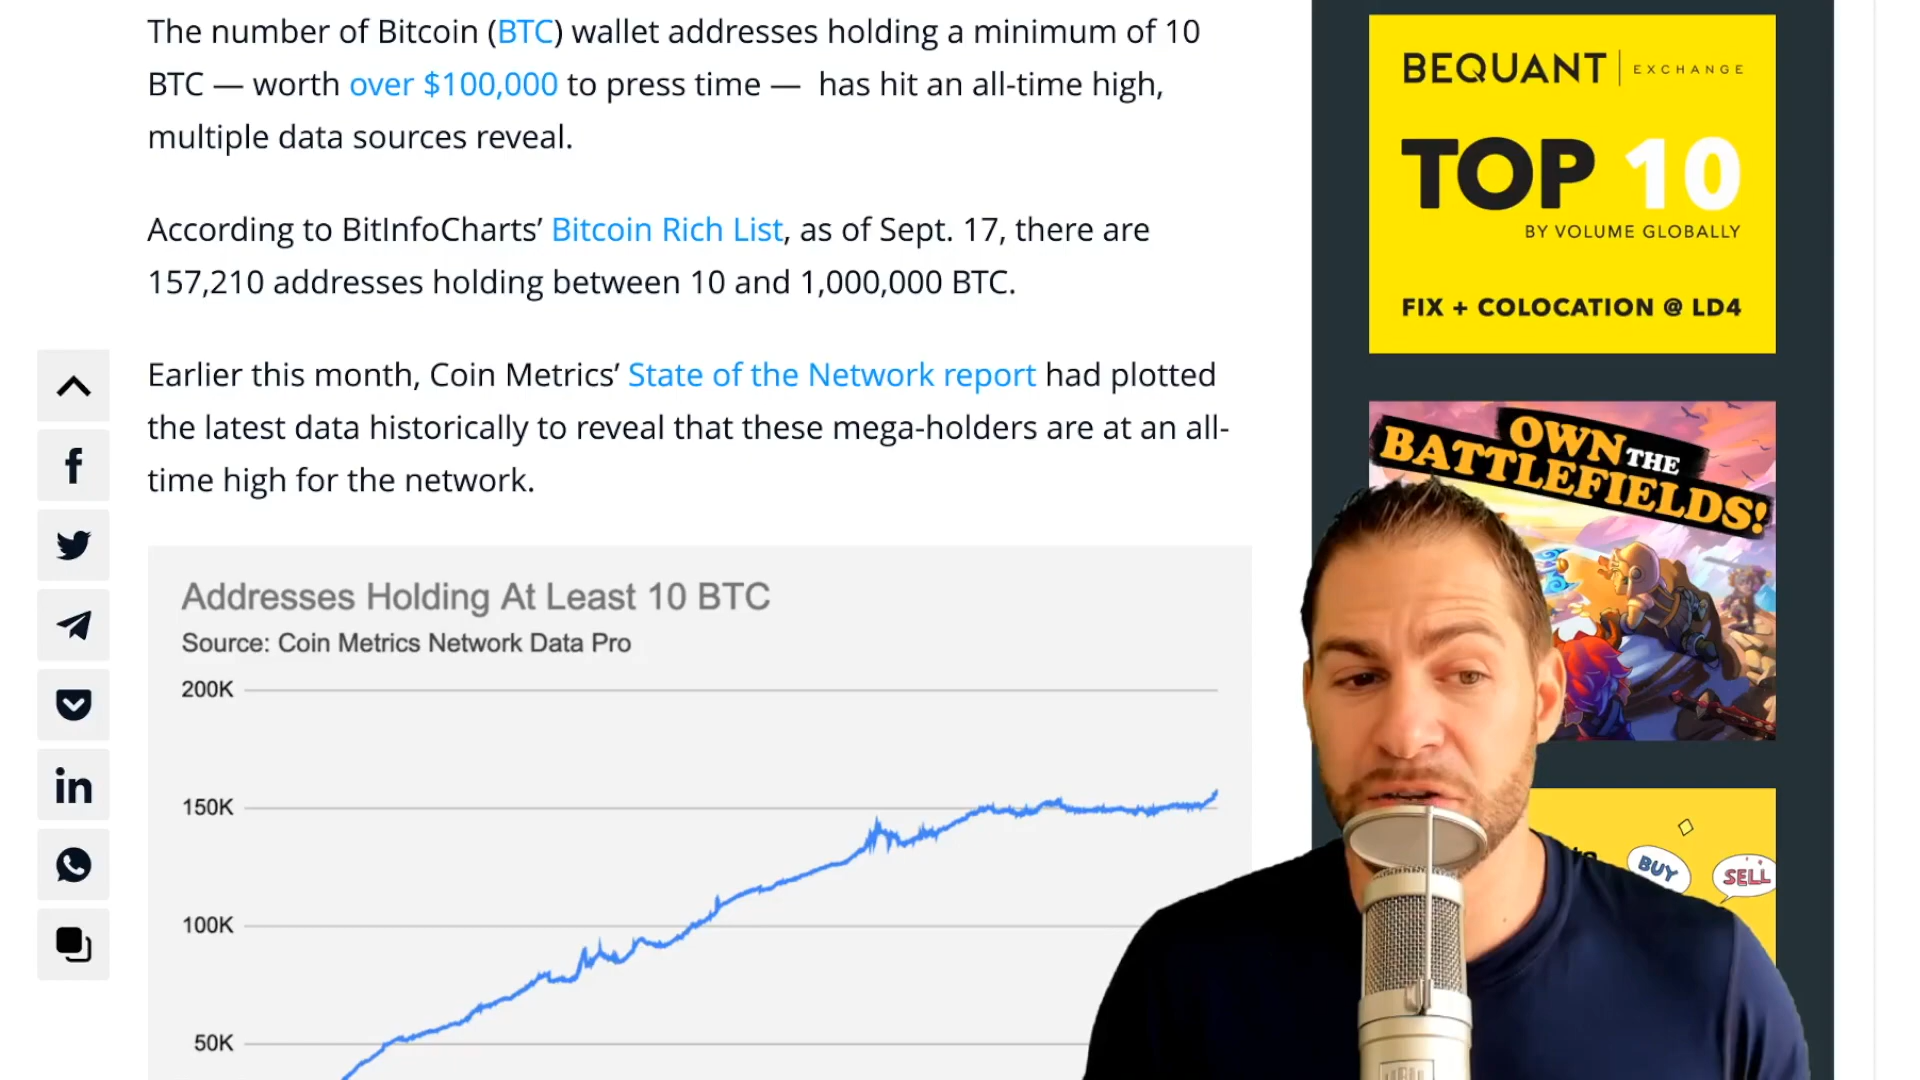 The number of Bitcoin (BTC) wallet addresses holding a minimum of 10
BTC — worth over $100,000 to press time — has hit an all-time high,
multiple data sources reveal.
According to BitInfoCharts’ Bitcoin Rich List, as of Sept. 17, there are
157,210 addresses holding between 10 and 1,000,000 BTC.
Earlier this month, Coin Metrics’ State of the Network report had plotted
the latest data historically to reveal that these mega-holders are at an all-
time high for the network.
Addresses Holding At Least 10 BTC
Source: Coin Metrics Network Data Pro
200K
150K
100K
50K
BEQUANT EXCHANGE
TOP 10
BY VOLUME GLOBALLY
FIX + COLOCATION @ LD4
OWN THE
BATTLEFIELDS!
BUY
SELL